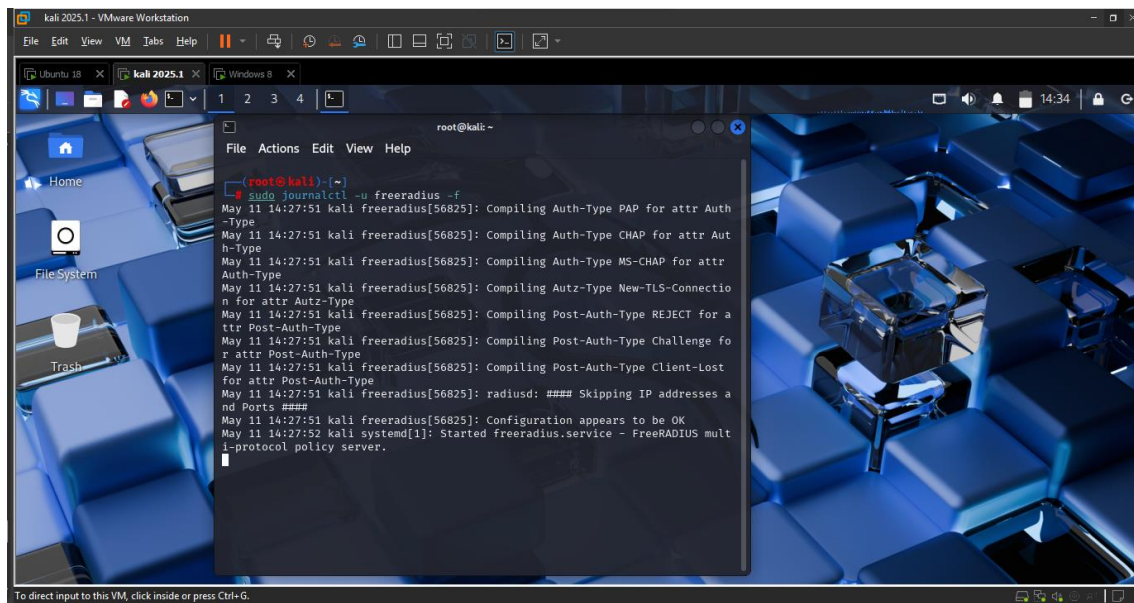 kali 2025.1 - VMware Workstation
File Edit View VM Tabs Help
Ubuntu 18 kali 2025.1 Windows 8
1 2 3 4 14:34
root@kali: ~
File Actions Edit View Help
Home
File System
Trash
(root㉿kali)-[~]
# sudo journalctl -u freeradius -f
May 11 14:27:51 kali freeradius[56825]: Compiling Auth-Type PAP for attr Auth
-Type
May 11 14:27:51 kali freeradius[56825]: Compiling Auth-Type CHAP for attr Aut
h-Type
May 11 14:27:51 kali freeradius[56825]: Compiling Auth-Type MS-CHAP for attr
Auth-Type
May 11 14:27:51 kali freeradius[56825]: Compiling Autz-Type New-TLS-Connectio
n for attr Autz-Type
May 11 14:27:51 kali freeradius[56825]: Compiling Post-Auth-Type REJECT for a
ttr Post-Auth-Type
May 11 14:27:51 kali freeradius[56825]: Compiling Post-Auth-Type Challenge fo
r attr Post-Auth-Type
May 11 14:27:51 kali freeradius[56825]: Compiling Post-Auth-Type Client-Lost
for attr Post-Auth-Type
May 11 14:27:51 kali freeradius[56825]: radiusd: #### Skipping IP addresses a
nd Ports ####
May 11 14:27:51 kali freeradius[56825]: Configuration appears to be OK
May 11 14:27:52 kali systemd[1]: Started freeradius.service - FreeRADIUS mult
i-protocol policy server.
To direct input to this VM, click inside or press Ctrl+G.